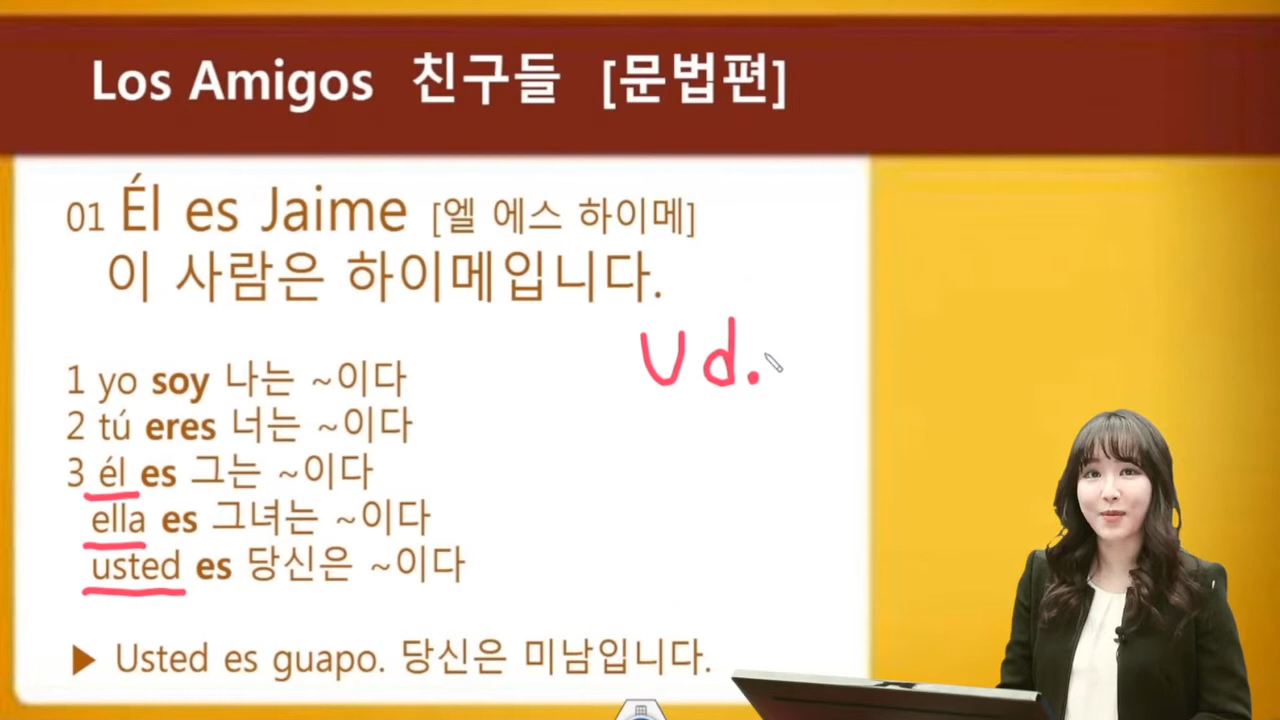 Los Amigos 친구들 [문법편]
01 Él es Jaime [엘 에스 하이메]
이 사람은 하이메입니다.
Ud.
1 yo soy 나는 ~이다
2 tú eres 너는 ~이다
3 él es 그는 ~이다
ella es 그녀는 ~이다
usted es 당신은 ~이다
▶ Usted es guapo. 당신은 미남입니다.